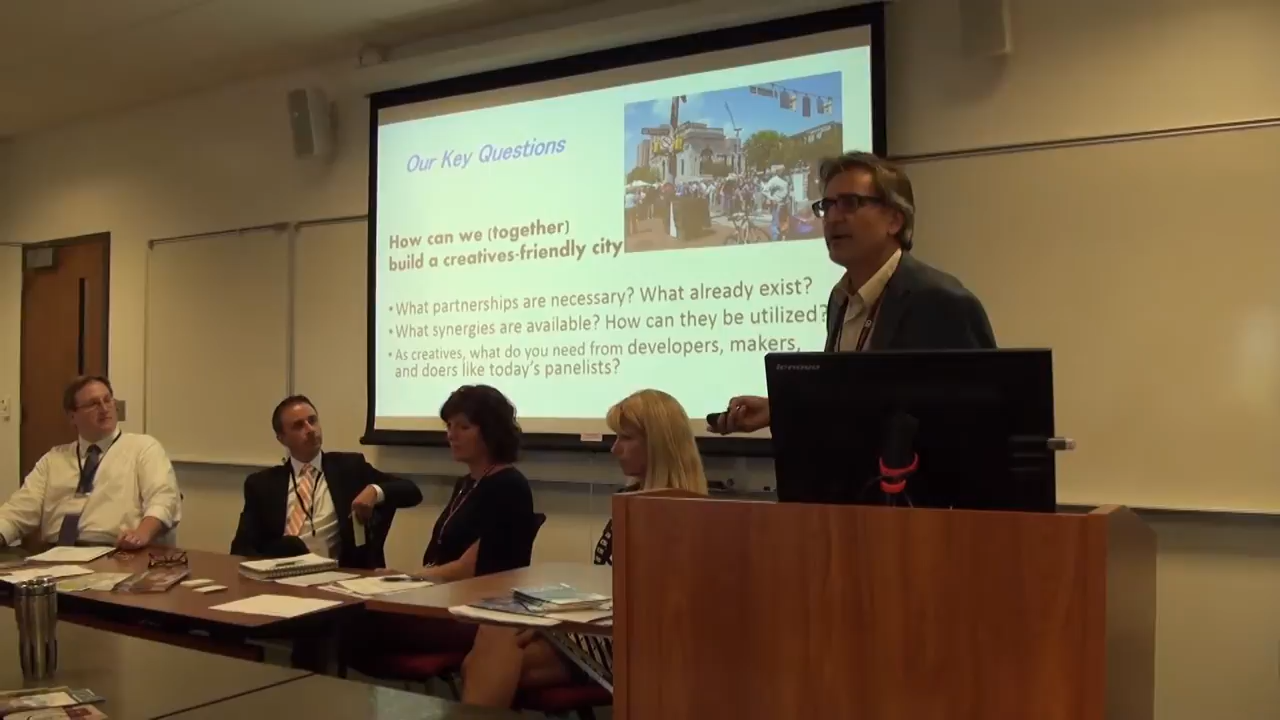 Our Key Questions
How can we (together)
build a creatives-friendly city
• What partnerships are necessary? What already exist?
• What synergies are available? How can they be utilized?
• As creatives, what do you need from developers, makers,
and doers like today's panelists?
lenovo